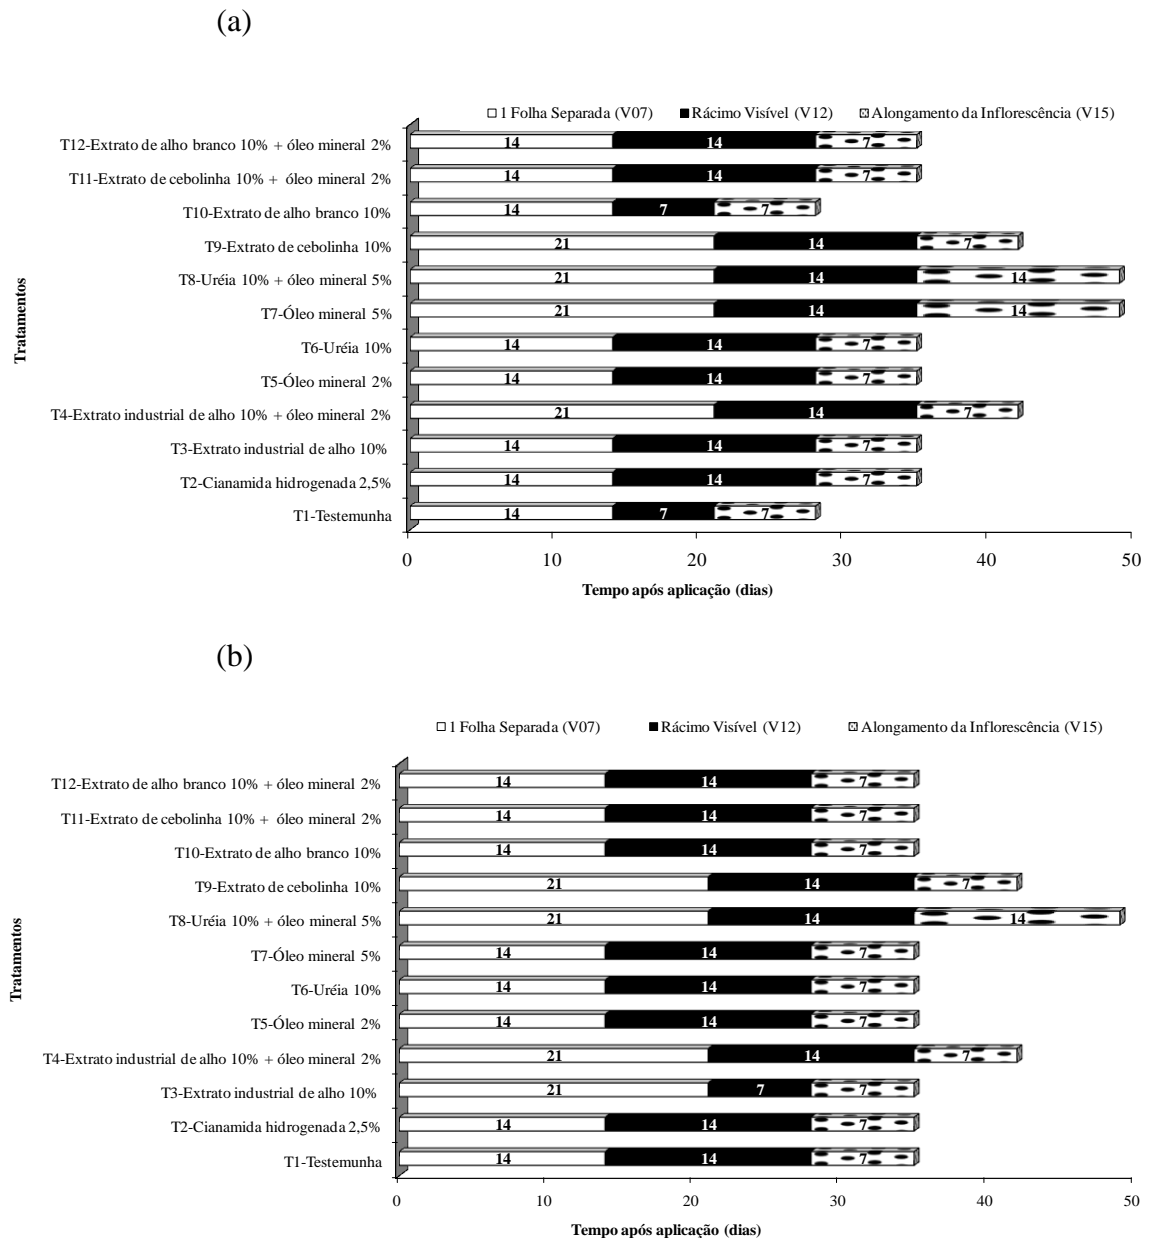 (a)
1 Folha Separada (V07) Rácimo Visível (V12) Alongamento da Inflorescência (V15)
T12-Extrato de alho branco 10% + óleo mineral 2% 14 14 7
T11-Extrato de cebolinha 10% + óleo mineral 2% 14 14 7
T10-Extrato de alho branco 10% 14 7 7
T9-Extrato de cebolinha 10% 21 14 7
T8-Uréia 10% + óleo mineral 5% 21 14 14
T7-Óleo mineral 5% 21 14 14
T6-Uréia 10% 14 14 7
T5-Óleo mineral 2% 14 14 7
T4-Extrato industrial de alho 10% + óleo mineral 2% 21 14 7
T3-Extrato industrial de alho 10% 14 14 7
T2-Cianamida hidrogenada 2,5% 14 14 7
T1-Testemunha 14 7 7
Tratamentos
0 10 20 30 40 50
Tempo após aplicação (dias)
(b)
1 Folha Separada (V07) Rácimo Visível (V12) Alongamento da Inflorescência (V15)
T12-Extrato de alho branco 10% + óleo mineral 2% 14 14 7
T11-Extrato de cebolinha 10% + óleo mineral 2% 14 14 7
T10-Extrato de alho branco 10% 14 14 7
T9-Extrato de cebolinha 10% 21 14 7
T8-Uréia 10% + óleo mineral 5% 21 14 14
T7-Óleo mineral 5% 14 14 7
T6-Uréia 10% 14 14 7
T5-Óleo mineral 2% 14 14 7
T4-Extrato industrial de alho 10% + óleo mineral 2% 21 14 7
T3-Extrato industrial de alho 10% 21 7 7
T2-Cianamida hidrogenada 2,5% 14 14 7
T1-Testemunha 14 14 7
Tratamentos
0 10 20 30 40 50
Tempo após aplicação (dias)